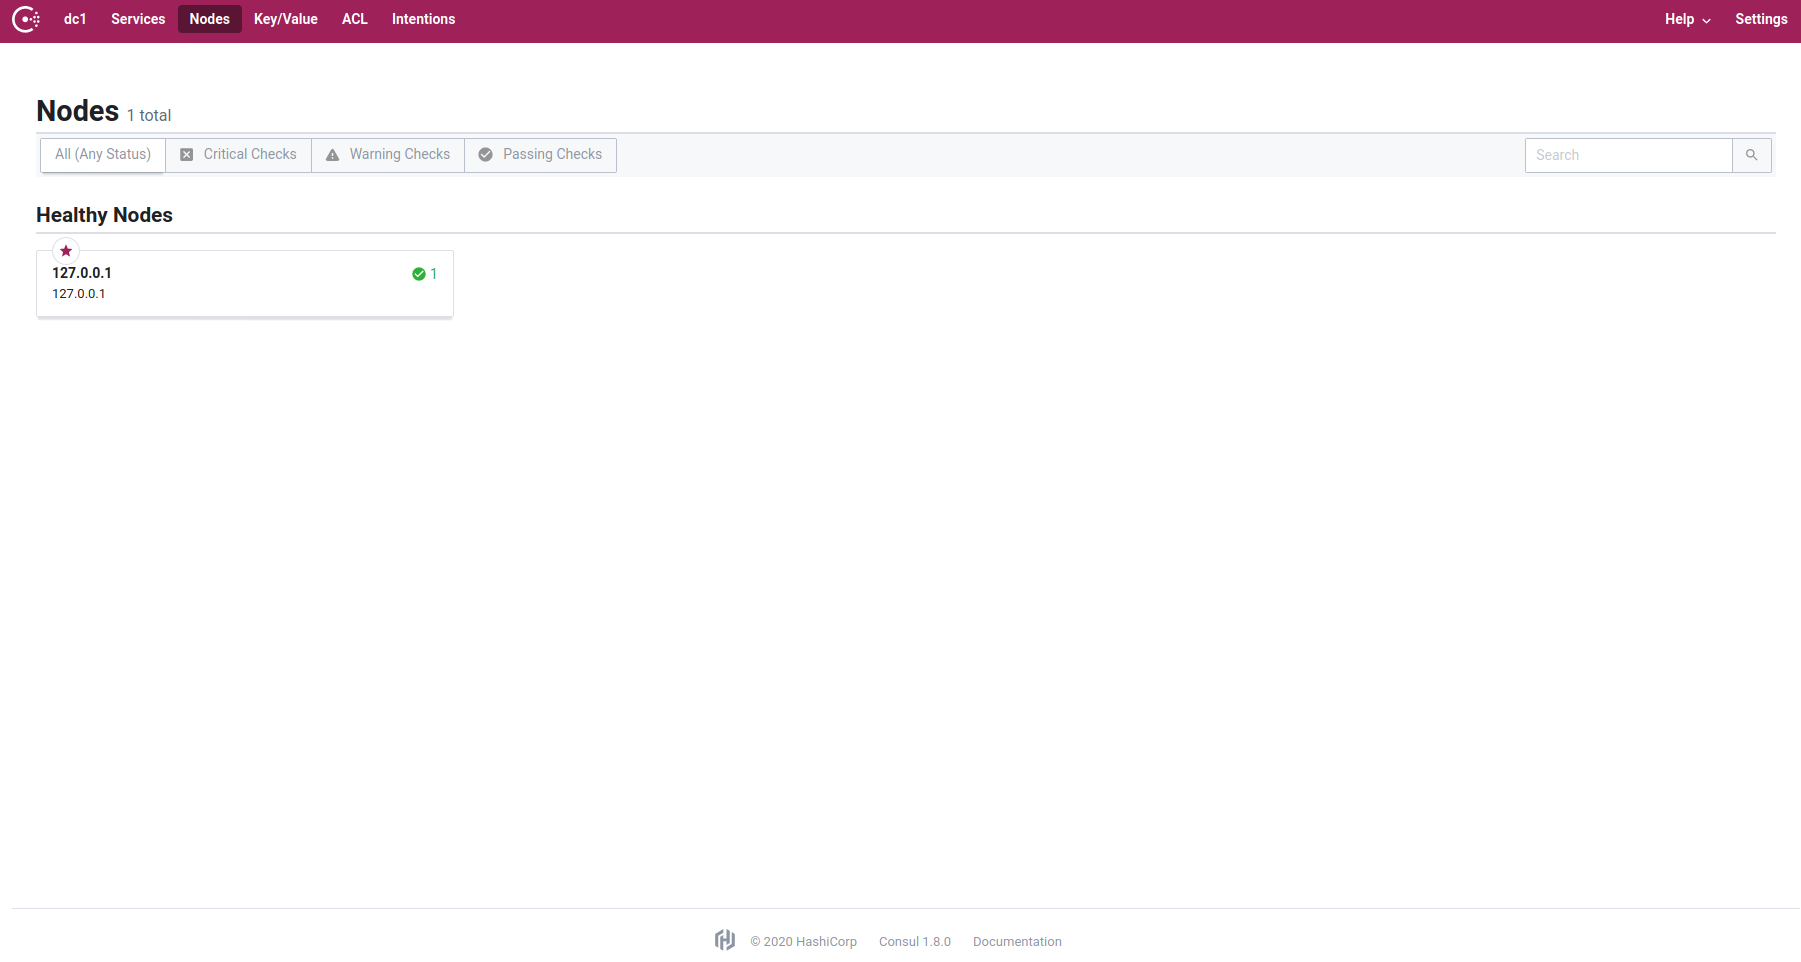 dc1 Services Nodes Key/Value ACL Intentions Help Settings
Nodes 1 total
All (Any Status) Critical Checks Warning Checks Passing Checks Search
Healthy Nodes
127.0.0.1 1
127.0.0.1
© 2020 HashiCorp Consul 1.8.0 Documentation